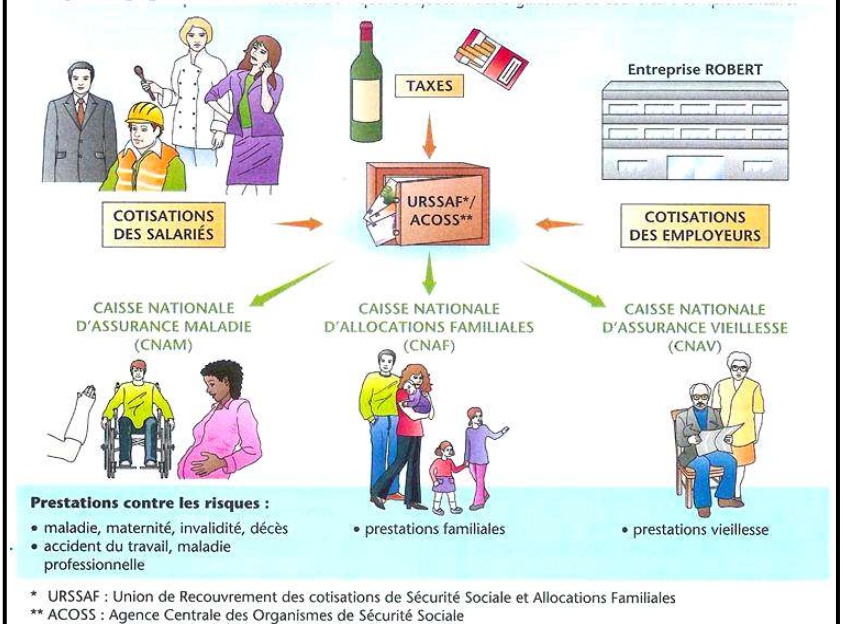 TAXES
Entreprise ROBERT
URSSAF*/
ACOSS**
COTISATIONS
DES SALARIÉS
COTISATIONS
DES EMPLOYEURS
CAISSE NATIONALE
D'ASSURANCE MALADIE
(CNAM)
CAISSE NATIONALE
D'ALLOCATIONS FAMILIALES
(CNAF)
CAISSE NATIONALE
D'ASSURANCE VIEILLESSE
(CNAV)
Prestations contre les risques :
• maladie, maternité, invalidité, décès
• accident du travail, maladie
professionnelle
• prestations familiales
• prestations vieillesse
* URSSAF : Union de Recouvrement des cotisations de Sécurité Sociale et Allocations Familiales
** ACOSS : Agence Centrale des Organismes de Sécurité Sociale